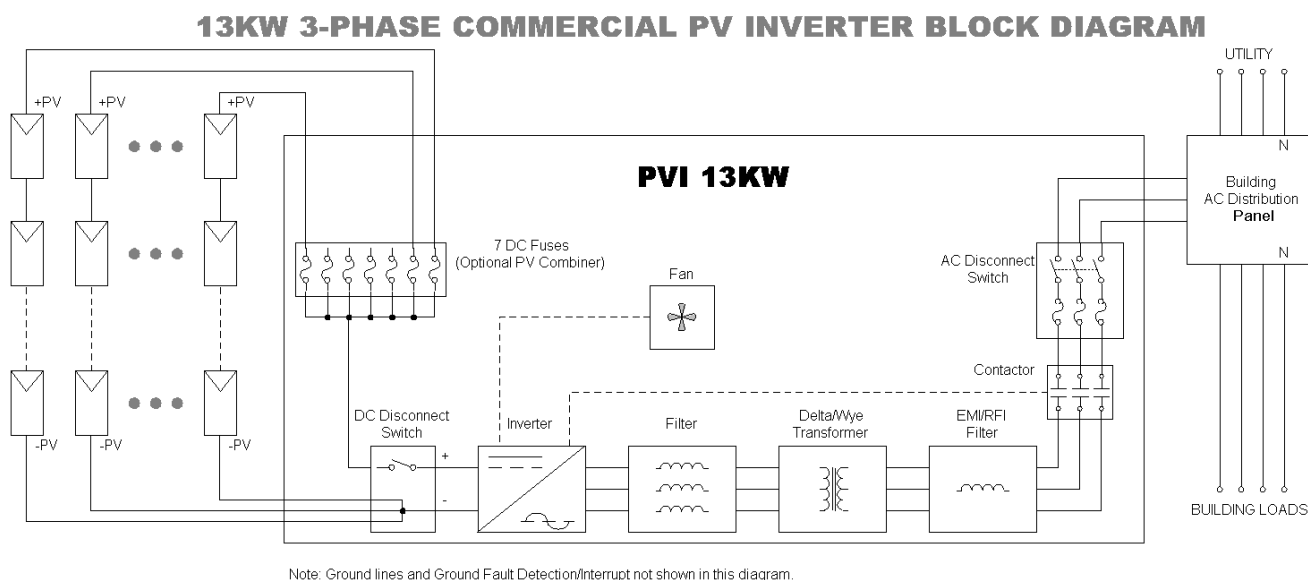 13KW 3-PHASE COMMERCIAL PV INVERTER BLOCK DIAGRAM
UTILITY
+PV
+PV
+PV
N
PVI 13KW
Building
AC Distribution
Panel
7 DC Fuses
(Optional PV Combiner)
AC Disconnect
Switch
N
Fan
Contactor
DC Disconnect
Switch
Inverter
Filter
Delta/Wye
Transformer
EMI/RFI
Filter
-PV
-PV
-PV
+
-
BUILDING LOADS
Note: Ground lines and Ground Fault Detection/Interrupt not shown in this diagram.